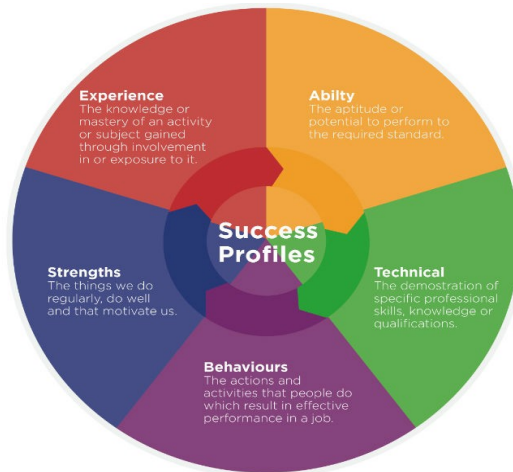 Experience
The knowledge or
mastery of an activity
or subject gained
through involvement
in or exposure to it.
Abilty
The aptitude or
potential to perform to
the required standard.
Success
Profiles
Strengths
The things we do
regularly, do well
and that motivate us.
Technical
The demostration of
specific professional
skills, knowledge or
qualifications.
Behaviours
The actions and
activities that people do
which result in effective
performance in a job.